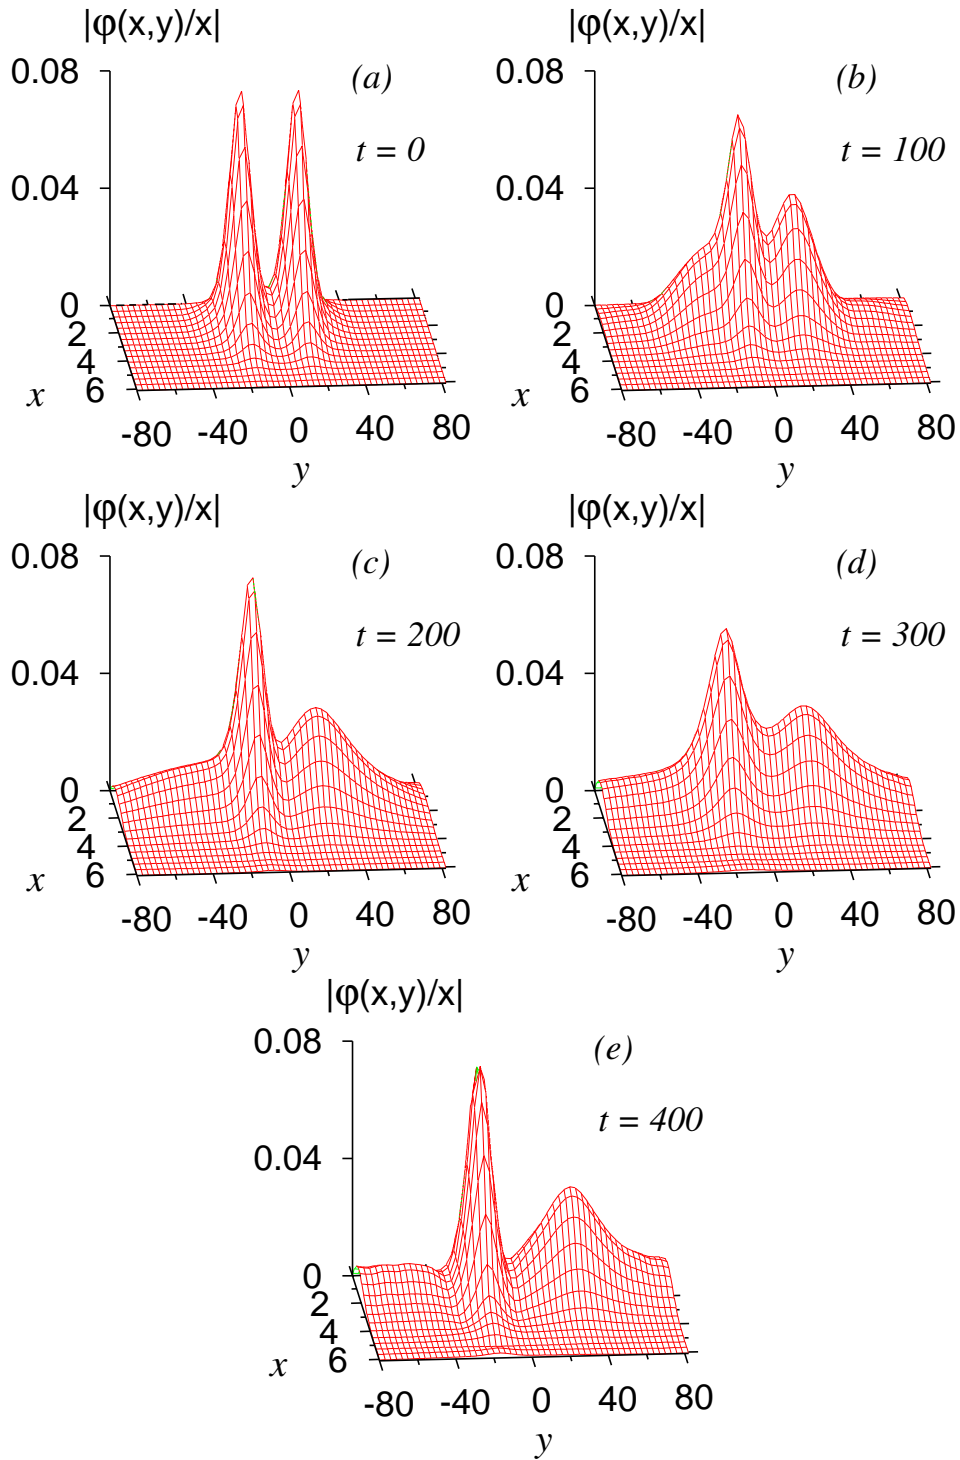 |φ(x,y)/x| |φ(x,y)/x|
0.08 (a) 0.08 (b)
t = 0 t = 100
0.04 0.04
0 0
2 2
4 4
x 6 x 6
-80 -40 0 40 80 -80 -40 0 40 80
y y
|φ(x,y)/x| |φ(x,y)/x|
0.08 (c) 0.08 (d)
t = 200 t = 300
0.04 0.04
0 0
2 2
4 4
x 6 x 6
-80 -40 0 40 80 -80 -40 0 40 80
y y
|φ(x,y)/x|
0.08 (e)
t = 400
0.04
0
2
4
x 6
-80 -40 0 40 80
y